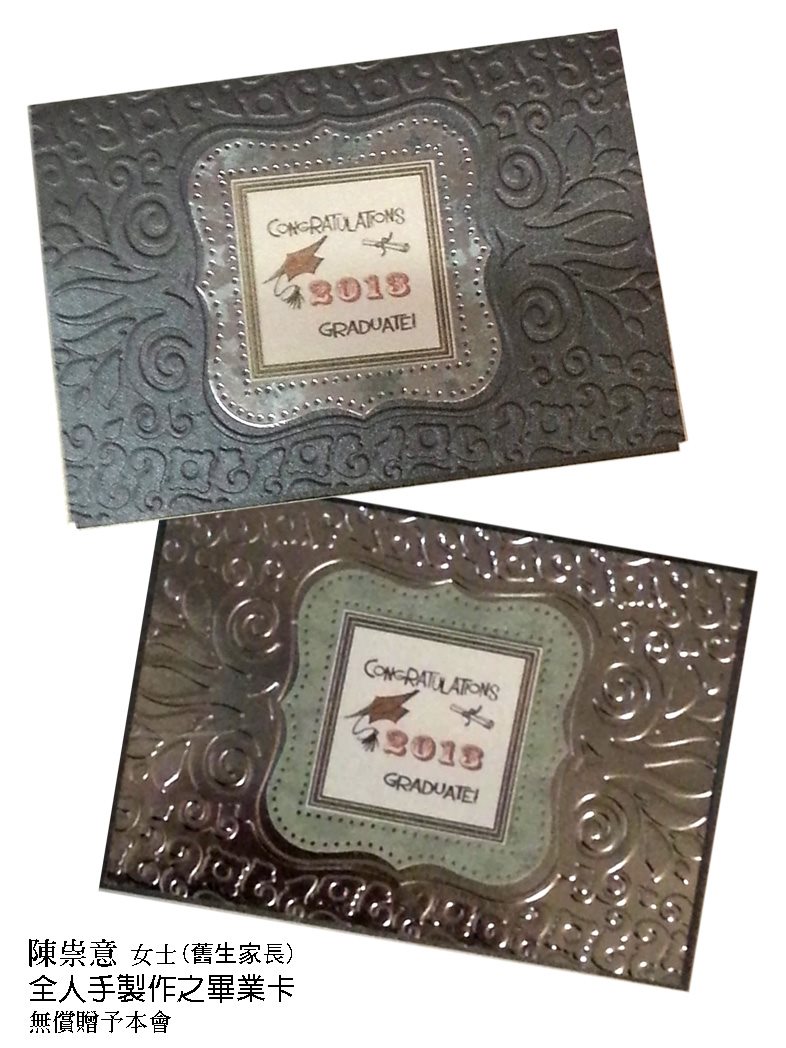 CONGRATULATIONS
2013
GRADUATE!
CONGRATULATIONS
2013
GRADUATE!
陳祟意 女士(舊生家長)
全人手製作之畢業卡
無償贈予本會